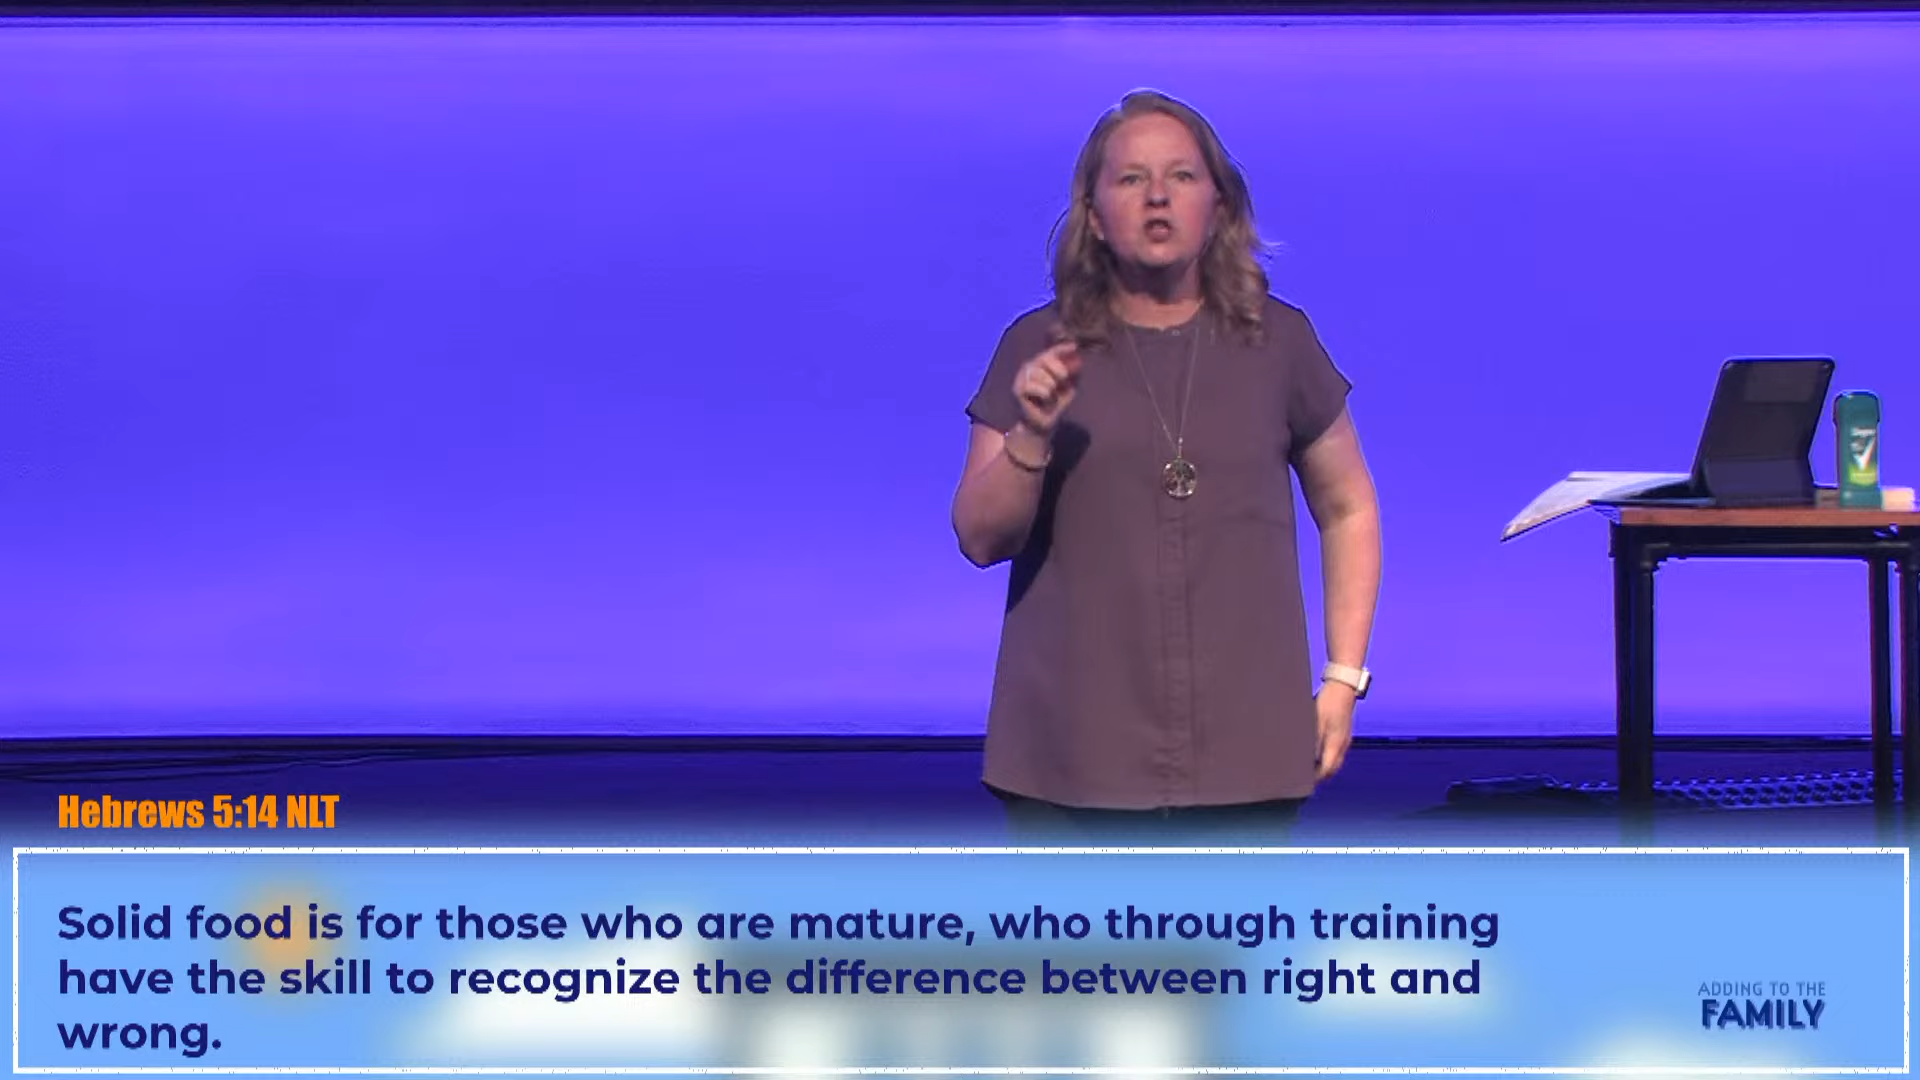 Hebrews 5:14 NLT
Solid food is for those who are mature, who through training
have the skill to recognize the difference between right and
wrong.
ADDING TO THE
FAMILY